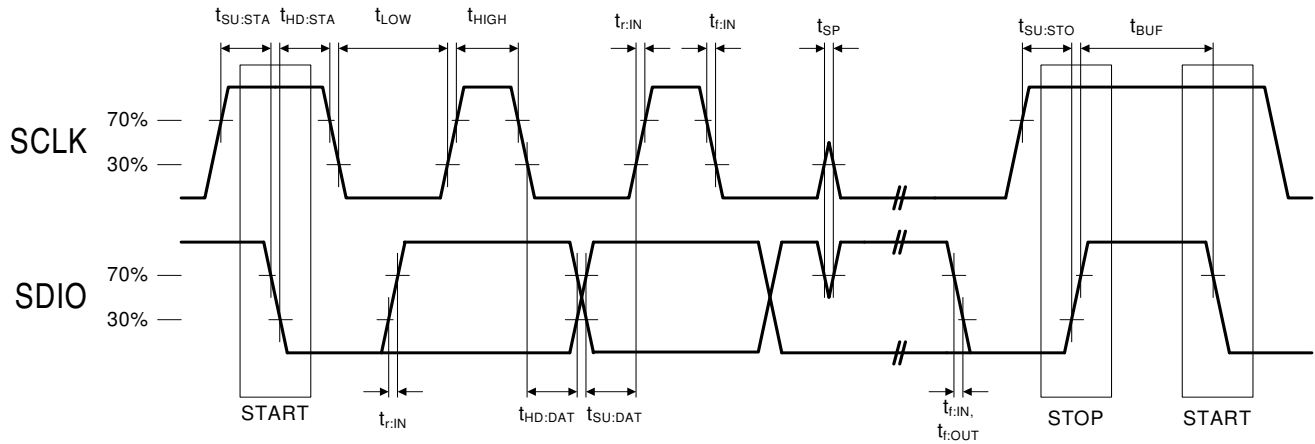 tSU:STA tHD:STA tLOW tHIGH tr:IN tf:IN tSP tSU:STO tBUF
SCLK
70%
30%
SDIO
70%
30%
START
tr:IN
tHD:DAT
tSU:DAT
tf:IN,
tf:OUT
STOP
START